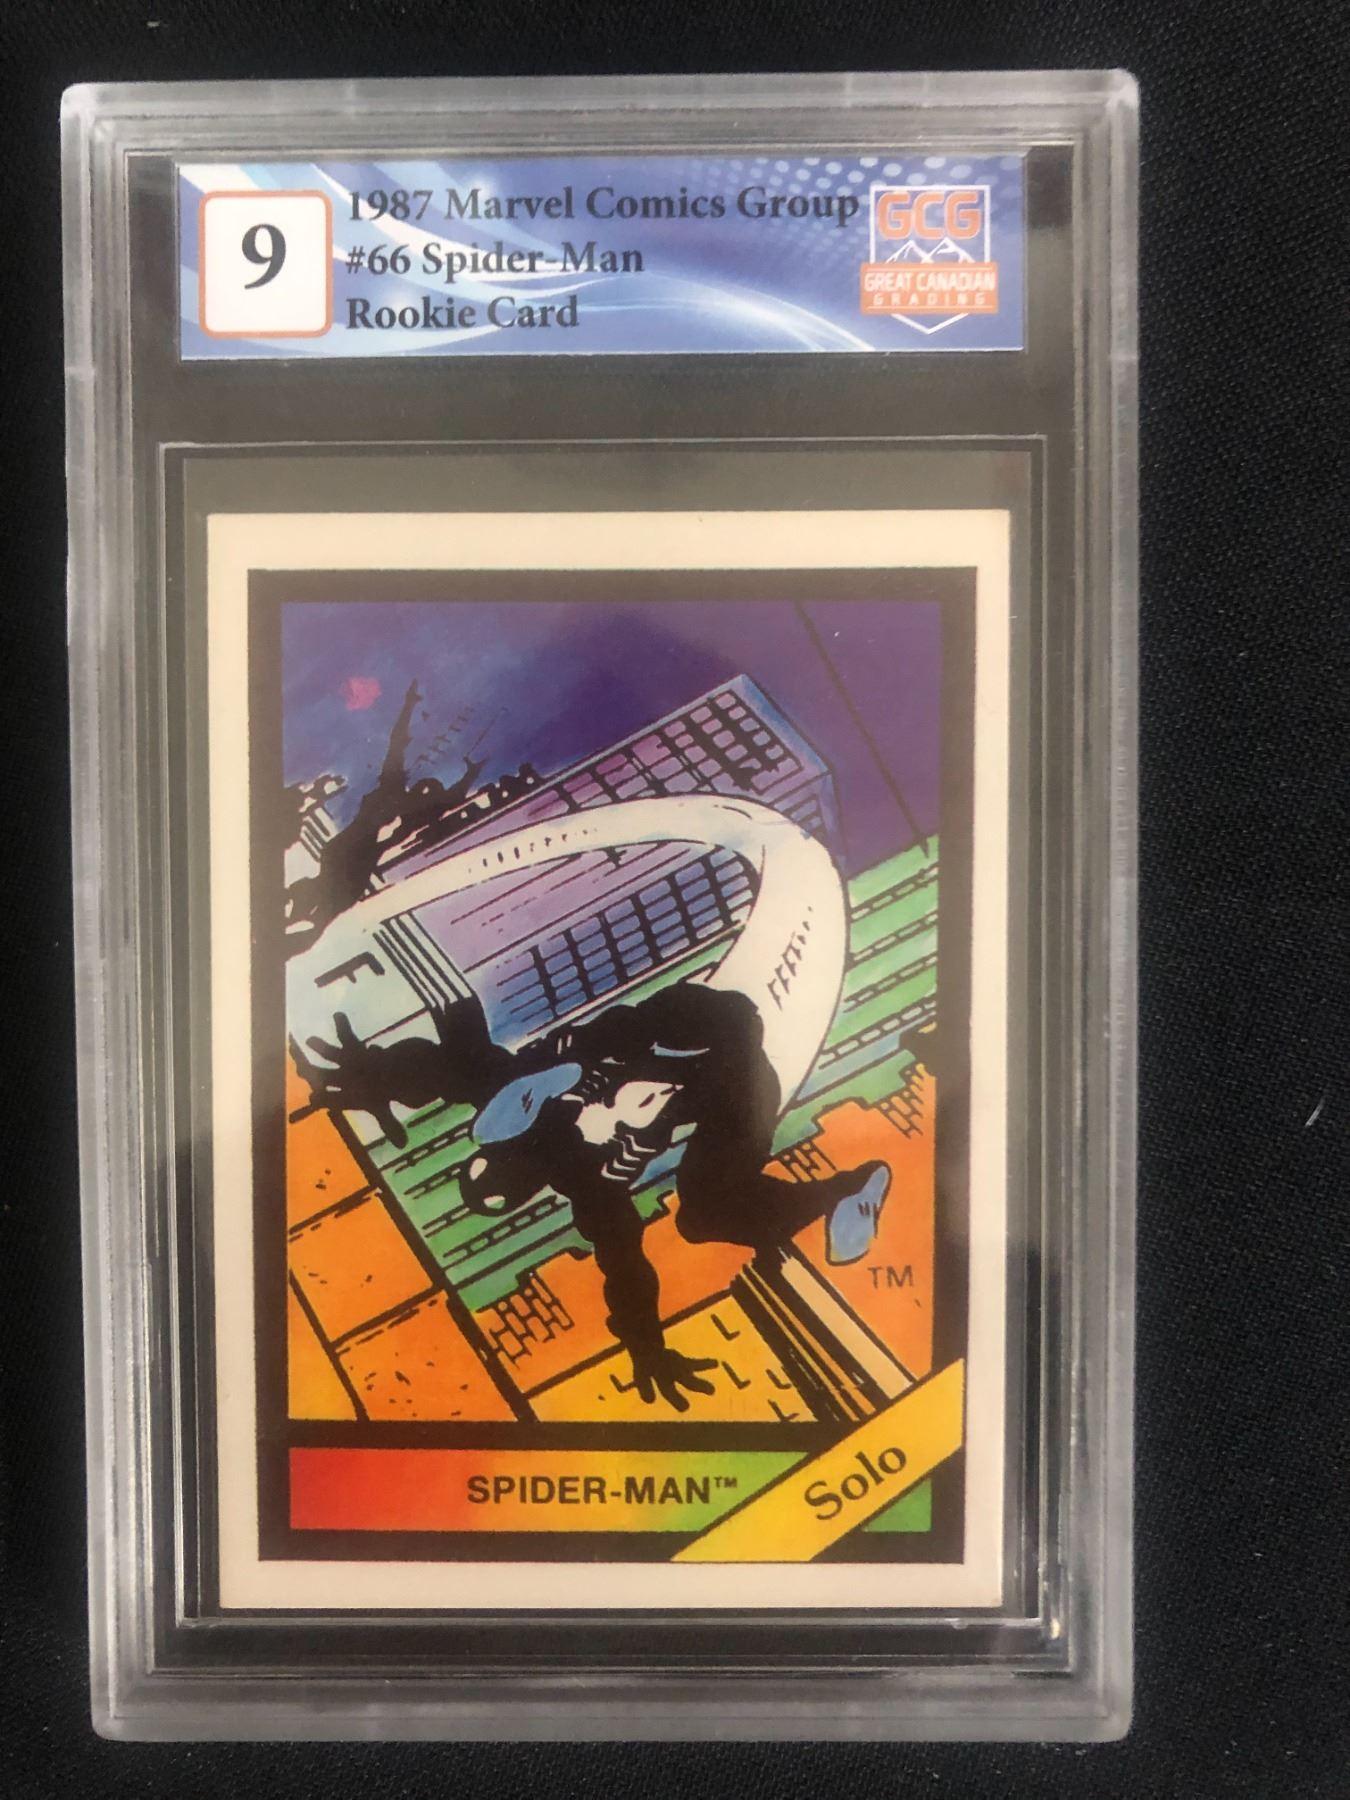 9
1987 Marvel Comics Group
#66 Spider-Man
Rookie Card
GCG
GREAT CANADIAN
GRADING
F
TM
SPIDER-MAN™
Solo